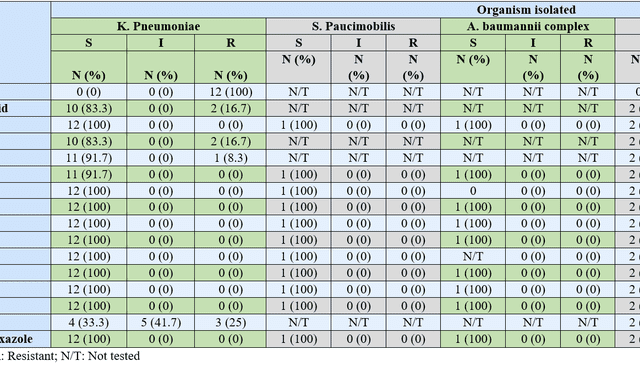 Organism isolated
K. Pneumoniae S. Paucimobilis A. baumannii complex
S I R S I R S I R
N (%) N (%) N (%) N (%) N (%) N (%) N (%) N (%) N (%)
0 (0) 0 (0) 12 (100) N/T N/T N/T N/T N/T N/T 0
id 10 (83.3) 0 (0) 2 (16.7) N/T N/T N/T N/T N/T N/T 2
12 (100) 0 (0) 0 (0) 1 (100) 0 (0) 0 (0) 1 (100) 0 (0) 0 (0) 2
10 (83.3) 0 (0) 2 (16.7) N/T N/T N/T N/T N/T N/T 2
11 (91.7) 0 (0) 1 (8.3) N/T N/T N/T N/T N/T N/T 2
11 (91.7) 0 (0) 0 (0) 1 (100) 0 (0) 0 (0) 1 (100) 0 (0) 0 (0) 2
12 (100) 0 (0) 0 (0) 1 (100) 0 (0) 0 (0) 0 0 (0) 0 (0) 2
12 (100) 0 (0) 0 (0) 1 (100) 0 (0) 0 (0) 1 (100) 0 (0) 0 (0) 2
12 (100) 0 (0) 0 (0) 1 (100) 0 (0) 0 (0) 1 (100) 0 (0) 0 (0) 2
12 (100) 0 (0) 0 (0) 1 (100) 0 (0) 0 (0) 1 (100) 0 (0) 0 (0) 2
12 (100) 0 (0) 0 (0) 1 (100) 0 (0) 0 (0) N/T 0 (0) 0 (0) 2
12 (100) 0 (0) 0 (0) 1 (100) 0 (0) 0 (0) 1 (100) 0 (0) 0 (0) 2
12 (100) 0 (0) 0 (0) 1 (100) 0 (0) 0 (0) 1 (100) 0 (0) 0 (0) 2
12 (100) 0 (0) 0 (0) 1 (100) 0 (0) 0 (0) 1 (100) 0 (0) 0 (0) 2
4 (33.3) 5 (41.7) 3 (25) N/T N/T N/T N/T N/T N/T 2
xazole 12 (100) 0 (0) 0 (0) 1 (100) 0 (0) 0 (0) 1 (100) 0 (0) 0 (0) 2
: Resistant; N/T: Not tested